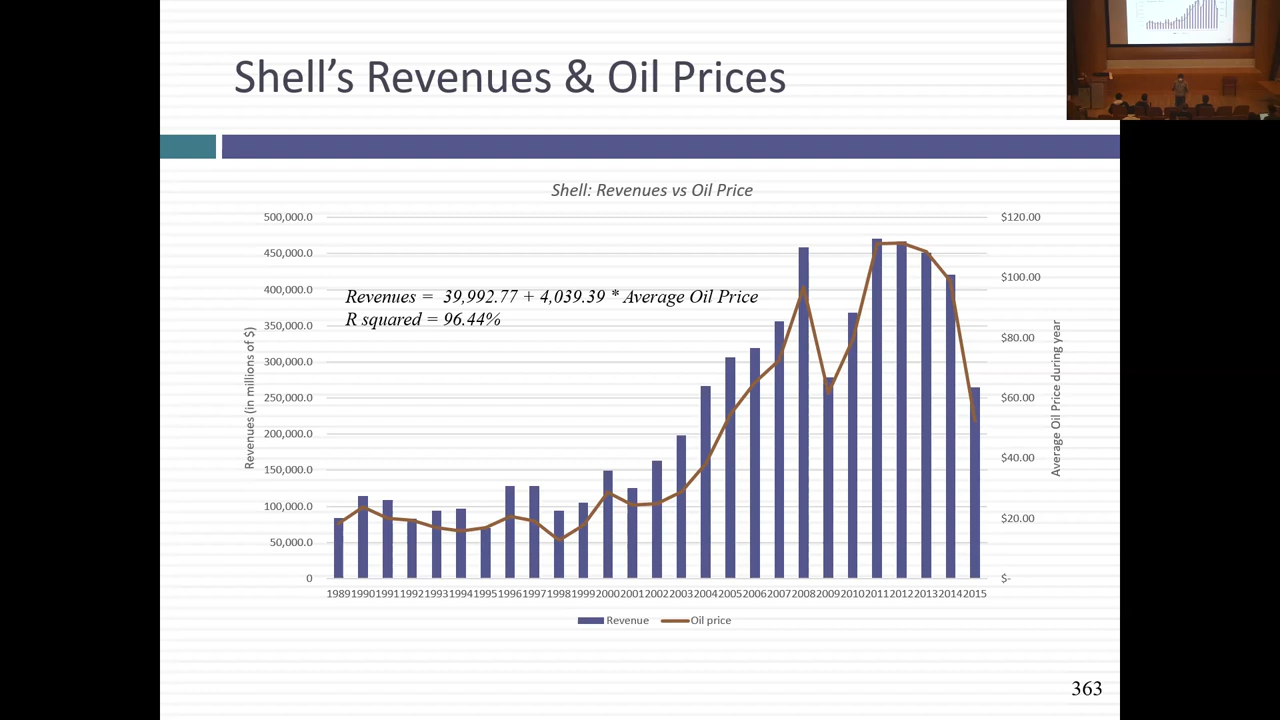 Shell's Revenues & Oil Prices
Shell: Revenues vs Oil Price
500,000.0
450,000.0
400,000.0
350,000.0
300,000.0
250,000.0
200,000.0
150,000.0
100,000.0
50,000.0
0
Revenues (in millions of $)
Revenues = 39,992.77 + 4,039.39 * Average Oil Price
R squared = 96.44%
$120.00
$100.00
$80.00
$60.00
$40.00
$20.00
$-
Average Oil Price during year
1989 1990 1991 1992 1993 1994 1995 1996 1997 1998 1999 2000 2001 2002 2003 2004 2005 2006 2007 2008 2009 2010 2011 2012 2013 2014 2015
Revenue Oil price
363